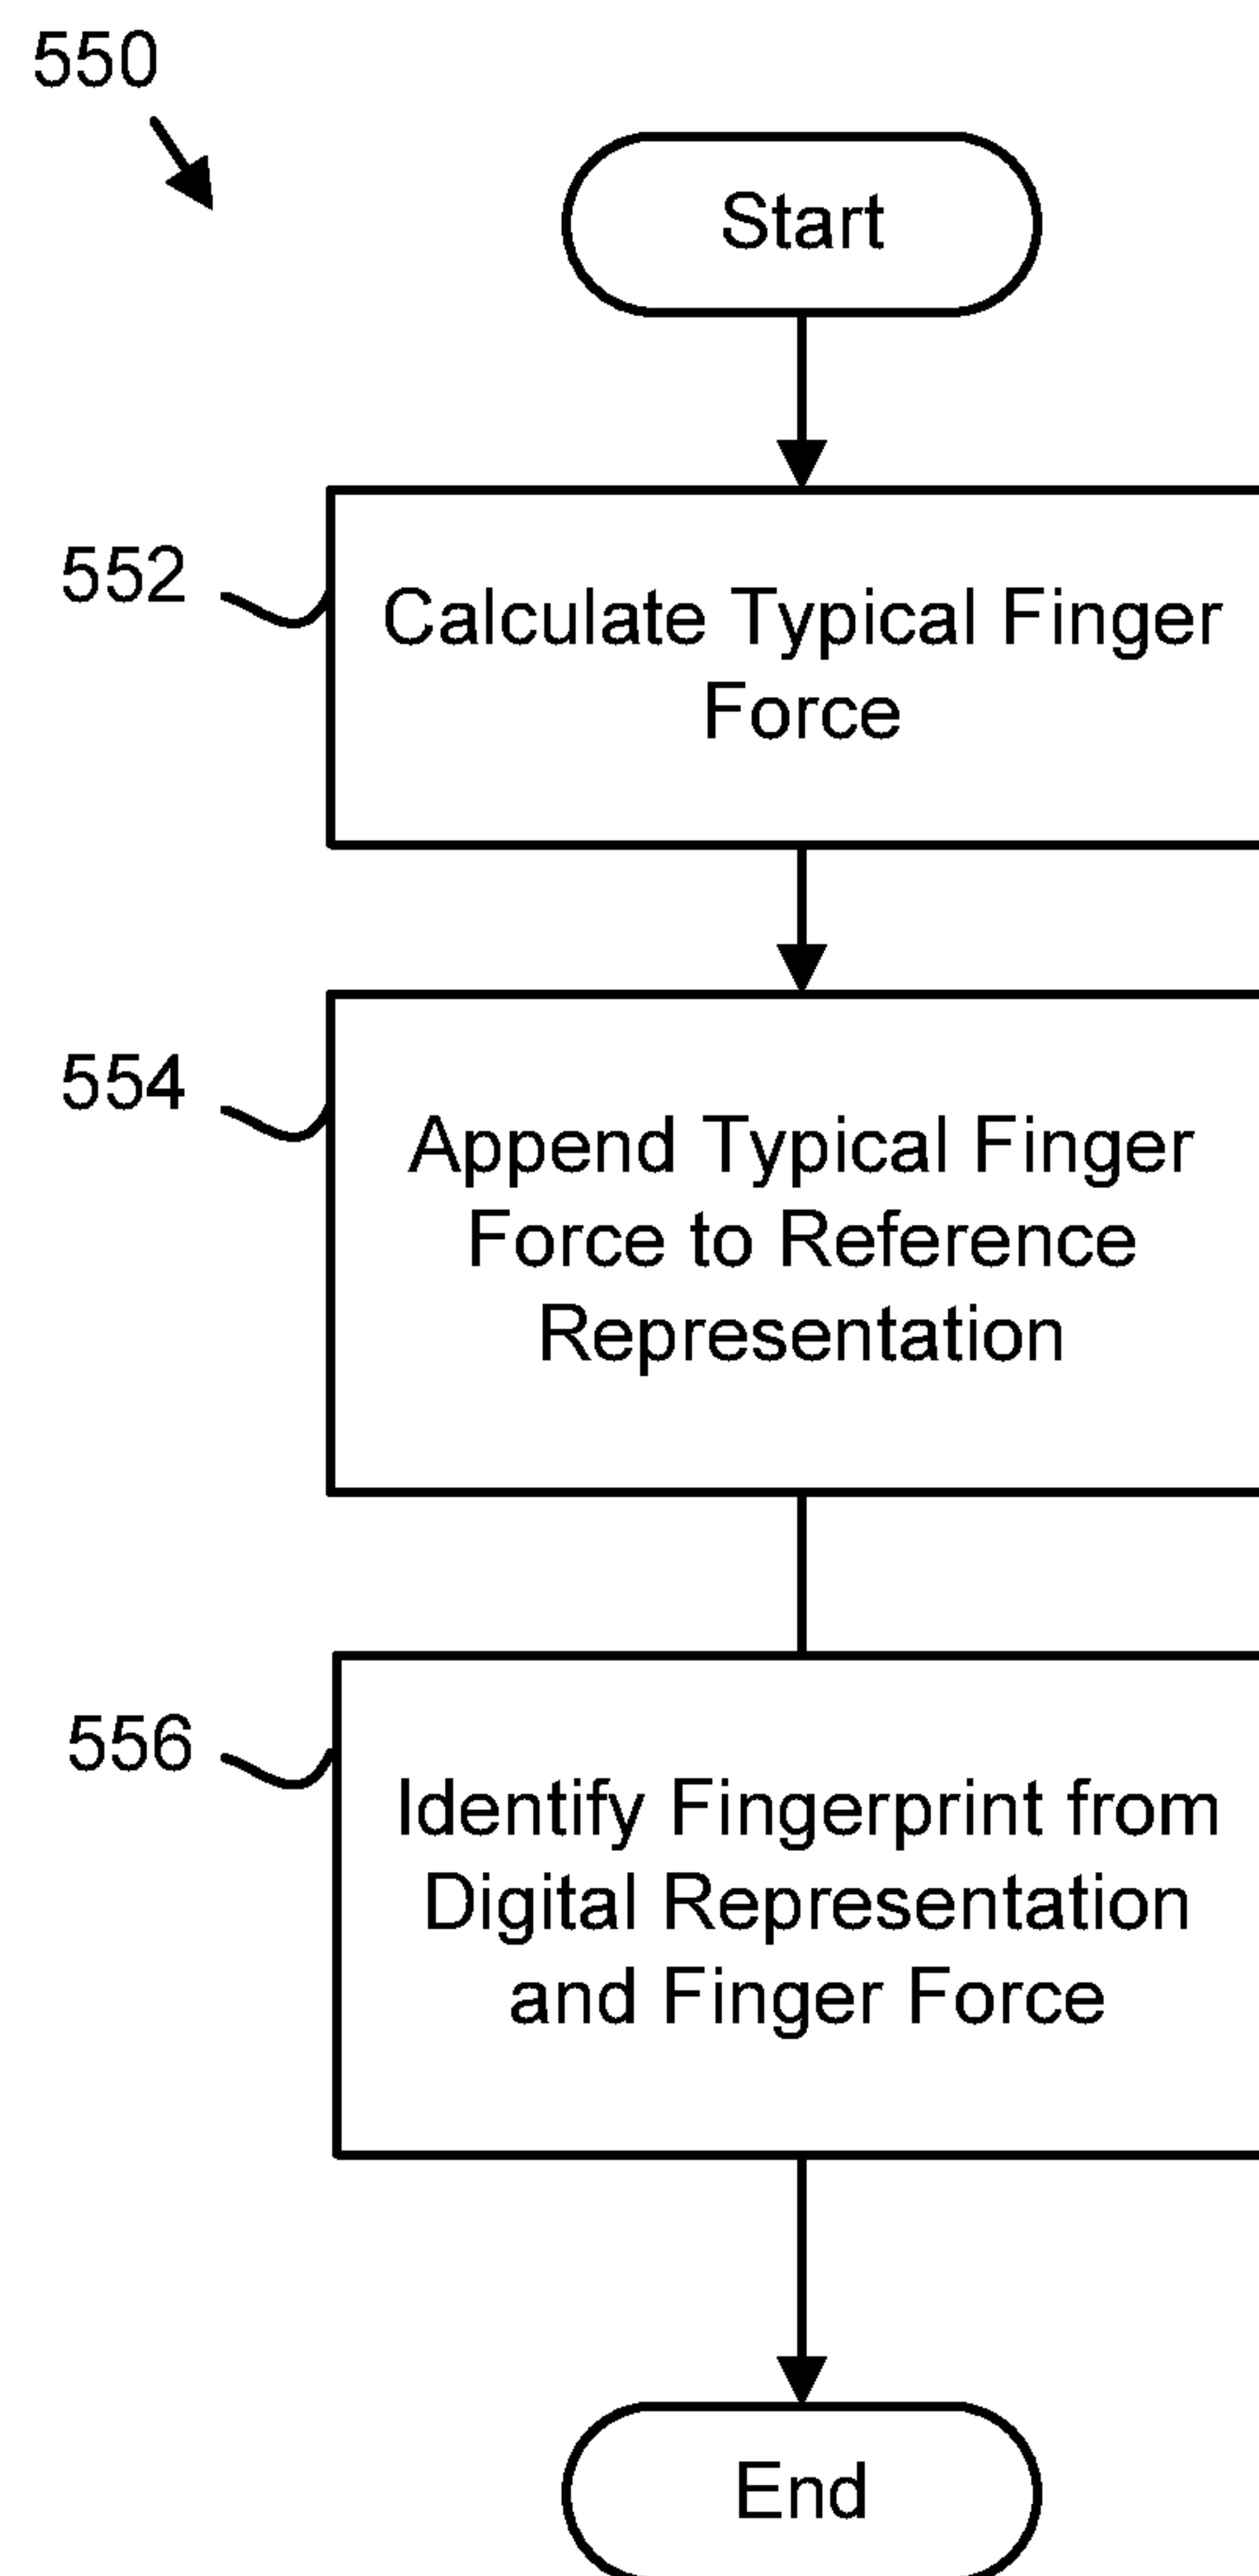 550
Start
552
Calculate Typical Finger
Force
554
Append Typical Finger
Force to Reference
Representation
556
Identify Fingerprint from
Digital Representation
and Finger Force
End